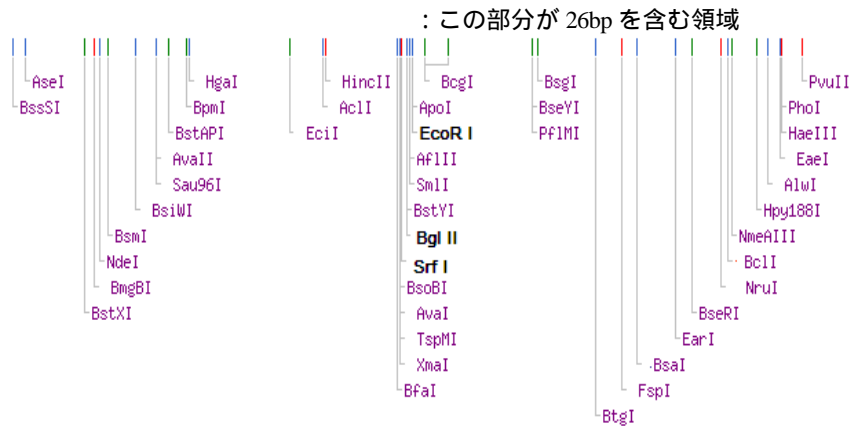 ：この部分が 26bp を含む領域
AseI HgaI HincII BcgI BsgI PvuII
BssSI BpmI AclI ApoI BseYI PhoI
BstAPI EciI EcoR I PflMI HaeIII
AvaII AflII EaeI
Sau96I SmlI AlwI
BsiWI BstYI Hpy188I
BsmI Bgl II NmeAIII
NdeI Srf I BclI
BmgBI BsoBI NruI
BstXI AvaI BseRI
TspMI EarI
XmaI BsaI
BfaI FspI
BtgI